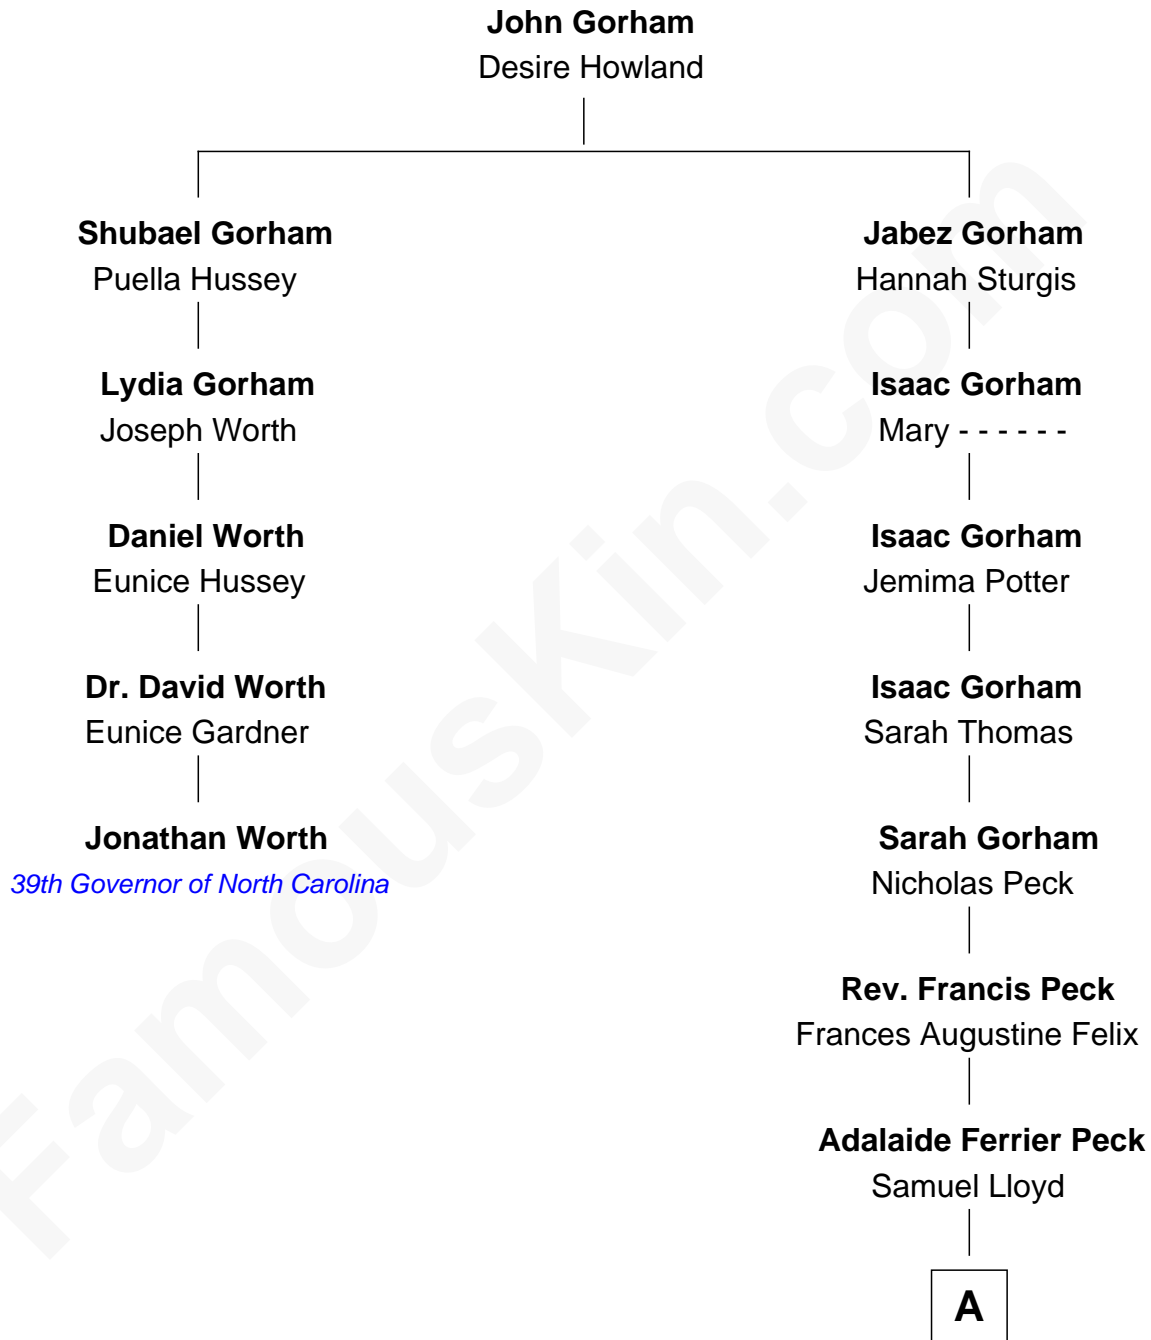 John Gorham
Desire Howland
Shubael Gorham
Puella Hussey
Jabez Gorham
Hannah Sturgis
Lydia Gorham
Joseph Worth
Isaac Gorham
Mary - - - - - -
Daniel Worth
Eunice Hussey
Isaac Gorham
Jemima Potter
Dr. David Worth
Eunice Gardner
Isaac Gorham
Sarah Thomas
Jonathan Worth
39th Governor of North Carolina
Sarah Gorham
Nicholas Peck
Rev. Francis Peck
Frances Augustine Felix
Adalaide Ferrier Peck
Samuel Lloyd
A
FamousKin.com